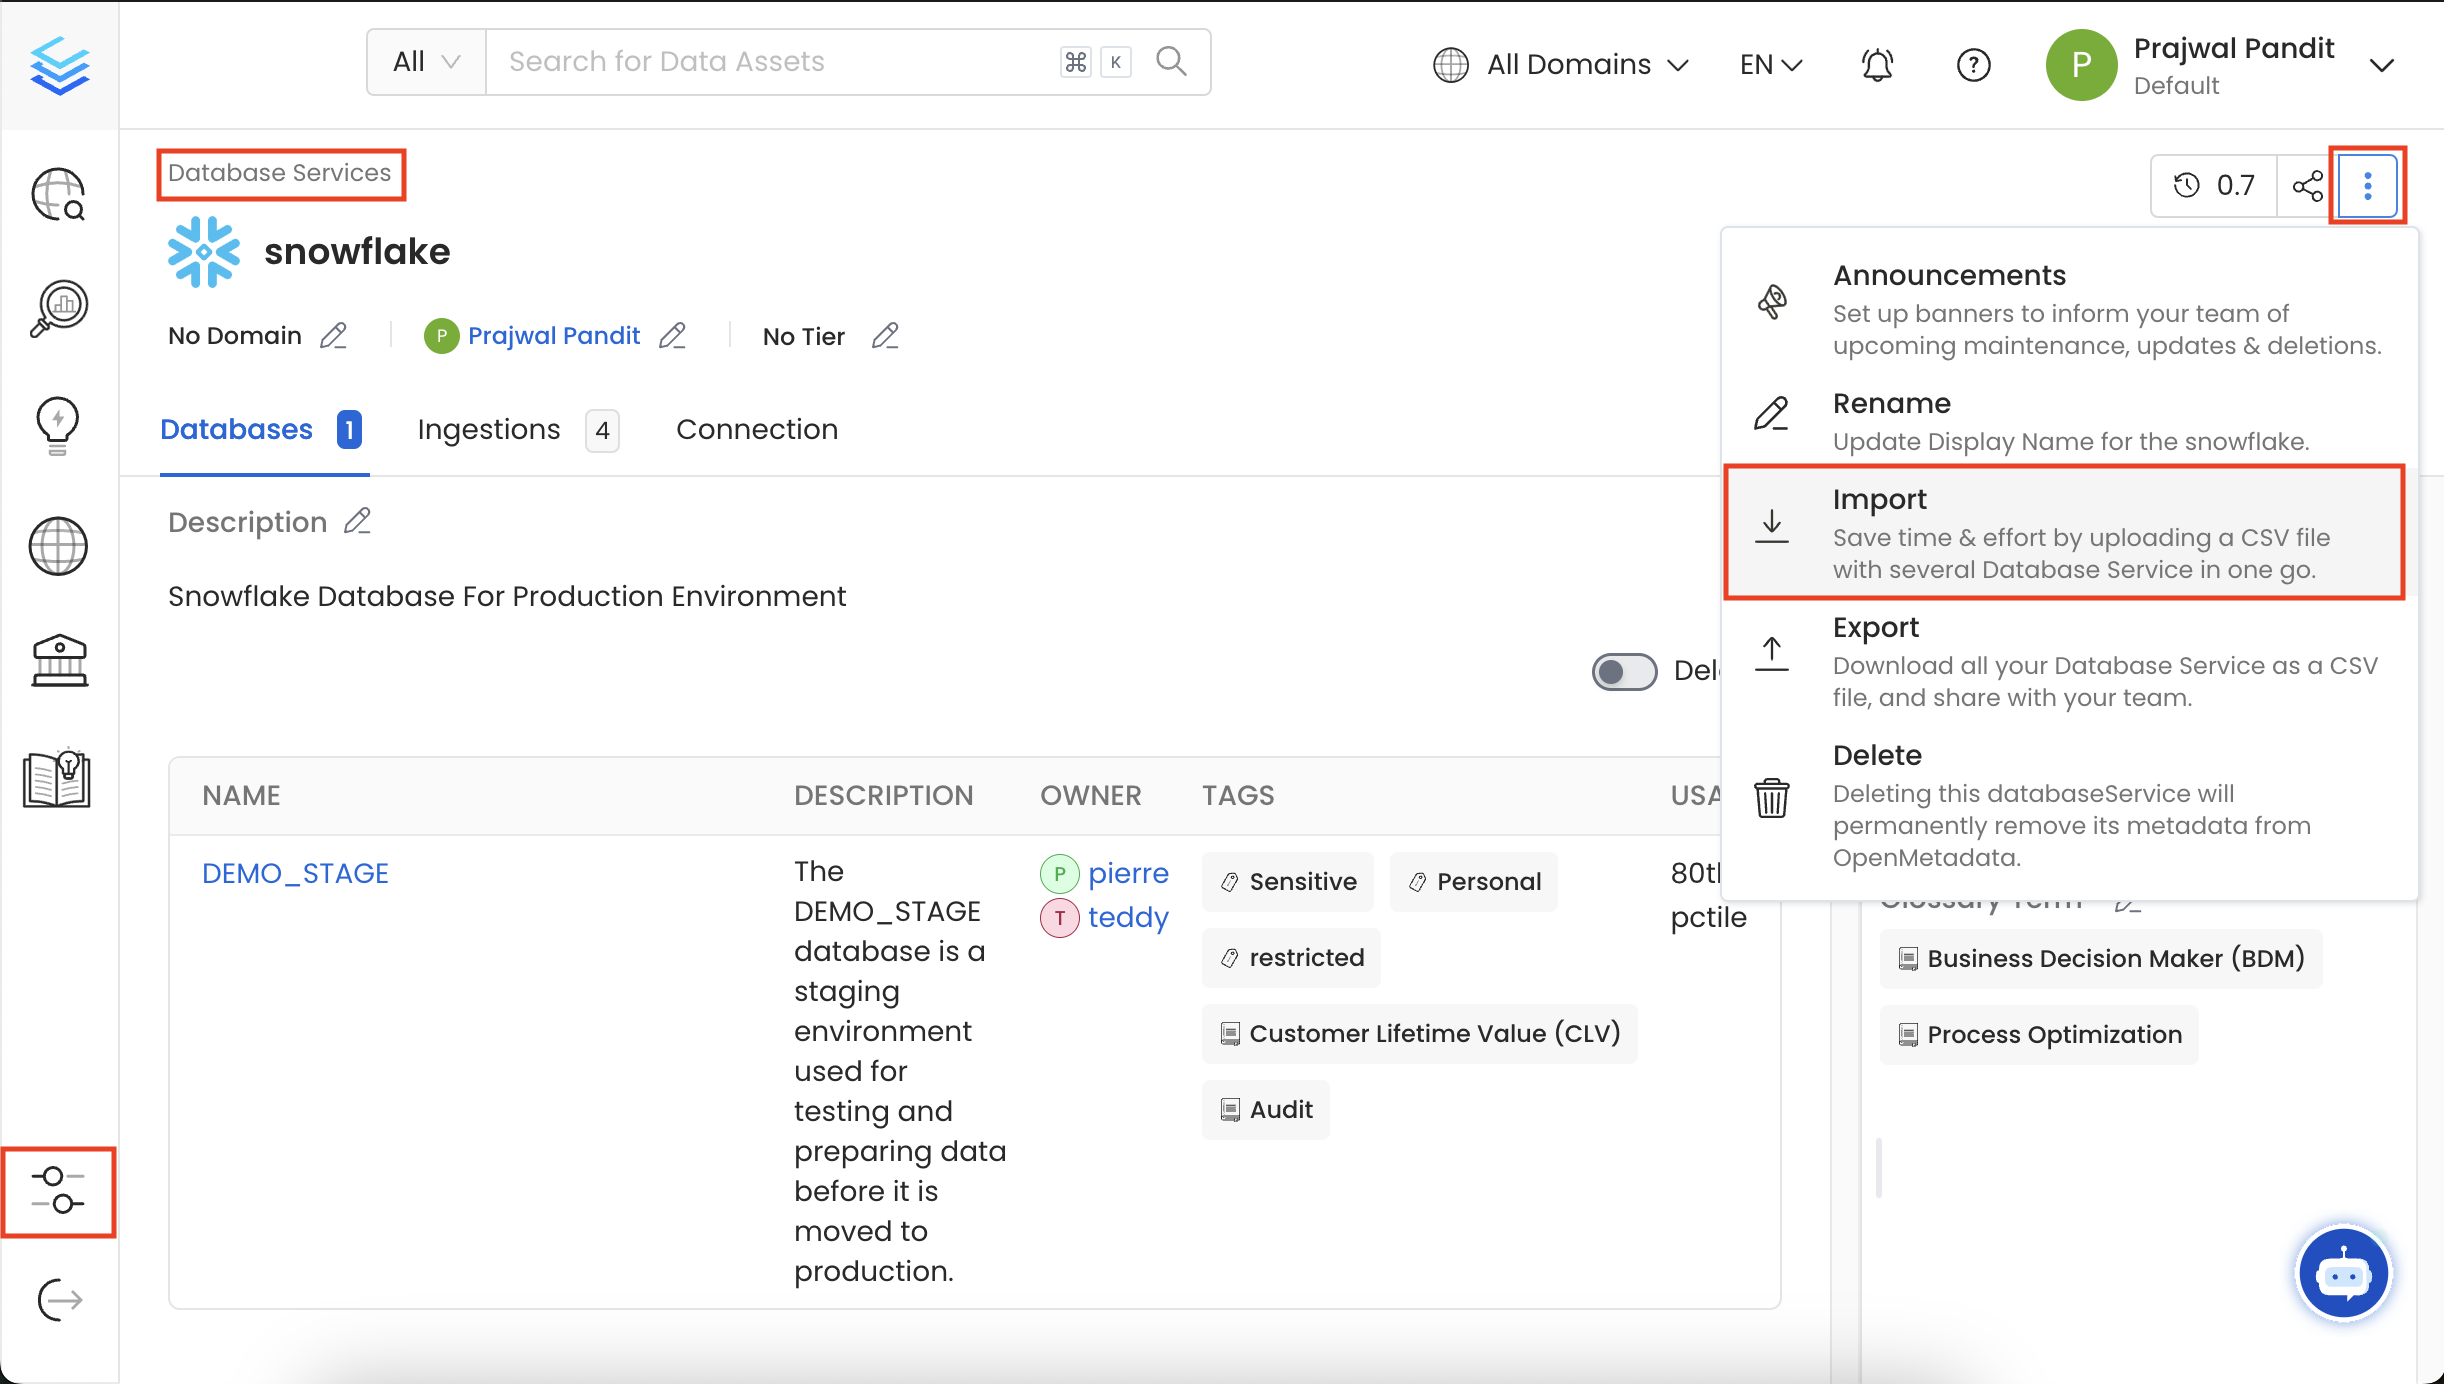 All
Search for Data Assets
⌘ K
All Domains
EN
P
Prajwal Pandit
Default
Database Services
0.7
snowflake
No Domain
P Prajwal Pandit
No Tier
Databases 1
Ingestions 4
Connection
Description
Snowflake Database For Production Environment
Announcements
Set up banners to inform your team of
upcoming maintenance, updates & deletions.
Rename
Update Display Name for the snowflake.
Import
Save time & effort by uploading a CSV file
with several Database Service in one go.
Export
Download all your Database Service as a CSV
file, and share with your team.
Delete
Deleting this databaseService will
permanently remove its metadata from
OpenMetadata.
NAME
DESCRIPTION
OWNER
TAGS
DEMO_STAGE
The
DEMO_STAGE
database is a
staging
environment
used for
testing and
preparing data
before it is
moved to
production.
P pierre
T teddy
Sensitive
Personal
restricted
Customer Lifetime Value (CLV)
Audit
pctile
Glossary Term
Business Decision Maker (BDM)
Process Optimization